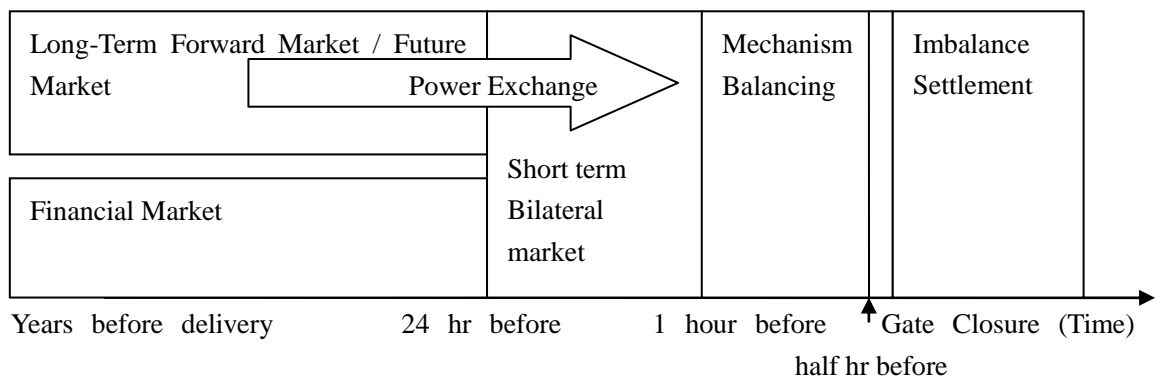 Long-Term Forward Market / Future
Market
Power Exchange
Financial Market
Short term
Bilateral
market
Mechanism
Balancing
Imbalance
Settlement
Years before delivery 24 hr before 1 hour before Gate Closure (Time)
half hr before